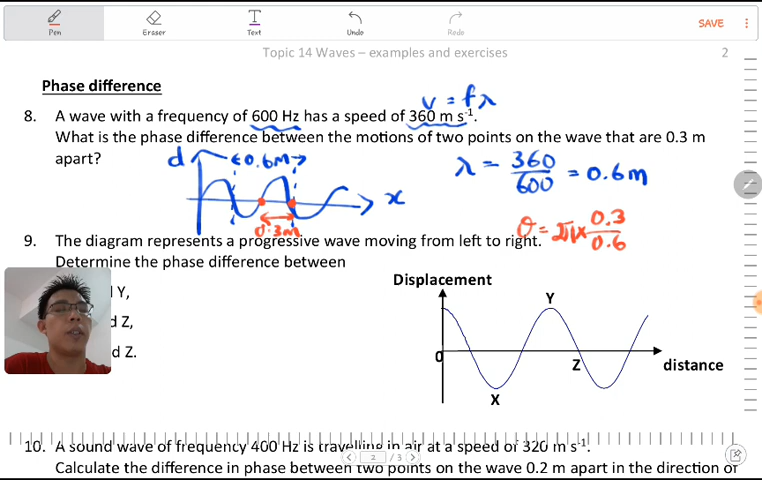 Pen
Eraser
Text
Undo
Redo
SAVE
Topic 14 Waves – examples and exercises
2
Phase difference
v = fλ
8. A wave with a frequency of 600 Hz has a speed of 360 m s⁻¹.
What is the phase difference between the motions of two points on the wave that are 0.3 m
apart?
d
0.6m
x
0.3m
λ = 360/600 = 0.6m
θ = 2π × 0.3/0.6
9. The diagram represents a progressive wave moving from left to right.
Determine the phase difference between
Y,
d Z,
d Z.
Displacement
Y
0
Z
distance
X
10. A sound wave of frequency 400 Hz is travelling in air at a speed of 320 m s⁻¹.
Calculate the difference in phase between two points on the wave 0.2 m apart in the direction of
2 / 3